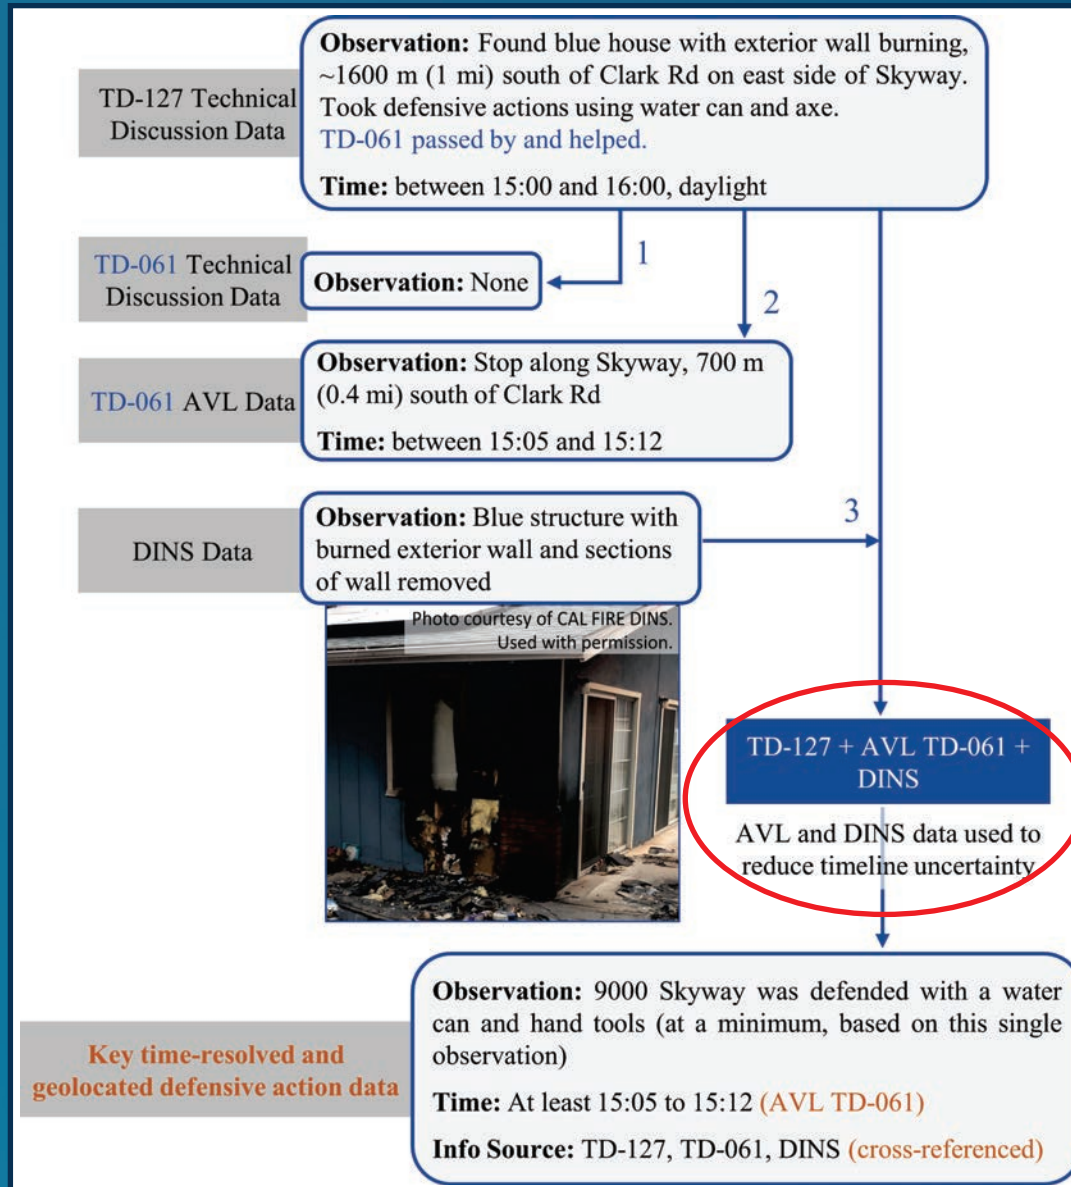 Observation: Found blue house with exterior wall burning,
~1600 m (1 mi) south of Clark Rd on east side of Skyway.
Took defensive actions using water can and axe.
TD-061 passed by and helped.
Time: between 15:00 and 16:00, daylight
TD-127 Technical
Discussion Data
1
TD-061 Technical
Discussion Data
Observation: None
2
Observation: Stop along Skyway, 700 m
(0.4 mi) south of Clark Rd
Time: between 15:05 and 15:12
TD-061 AVL Data
3
Observation: Blue structure with
burned exterior wall and sections
of wall removed
DINS Data
Photo courtesy of CAL FIRE DINS.
Used with permission.
TD-127 + AVL TD-061 +
DINS
AVL and DINS data used to
reduce timeline uncertainty
Observation: 9000 Skyway was defended with a water
can and hand tools (at a minimum, based on this single
observation)
Time: At least 15:05 to 15:12 (AVL TD-061)
Info Source: TD-127, TD-061, DINS (cross-referenced)
Key time-resolved and
geolocated defensive action data